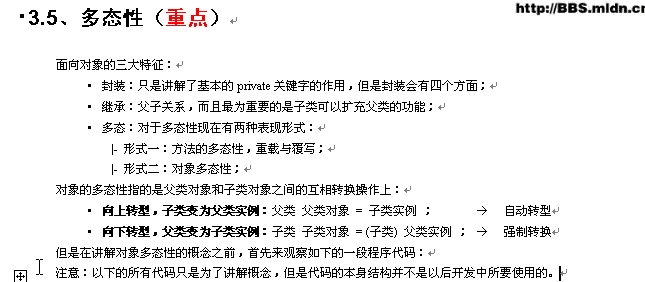 http://BBS.mldn.cn
3.5、多态性（重点）
面向对象的三大特征：
· 封装：只是讲解了基本的 private 关键字的作用，但是封装会有四个方面；
· 继承：父子关系，而且最为重要的是子类可以扩充父类的功能；
· 多态：对于多态性现在有两种表现形式：
|- 形式一：方法的多态性，重载与覆写；
|- 形式二：对象多态性；
对象的多态性指的是父类对象和子类对象之间的互相转换操作上：
· 向上转型，子类变为父类实例：父类 父类对象 = 子类实例 ； → 自动转型
· 向下转型，父类变为子类实例：子类 子类对象 = (子类) 父类实例 ； → 强制转换
但是在讲解对象多态性的概念之前，首先来观察如下的一段程序代码：
注意：以下的所有代码只是为了讲解概念，但是代码的本身结构并不是以后开发中所要使用的。